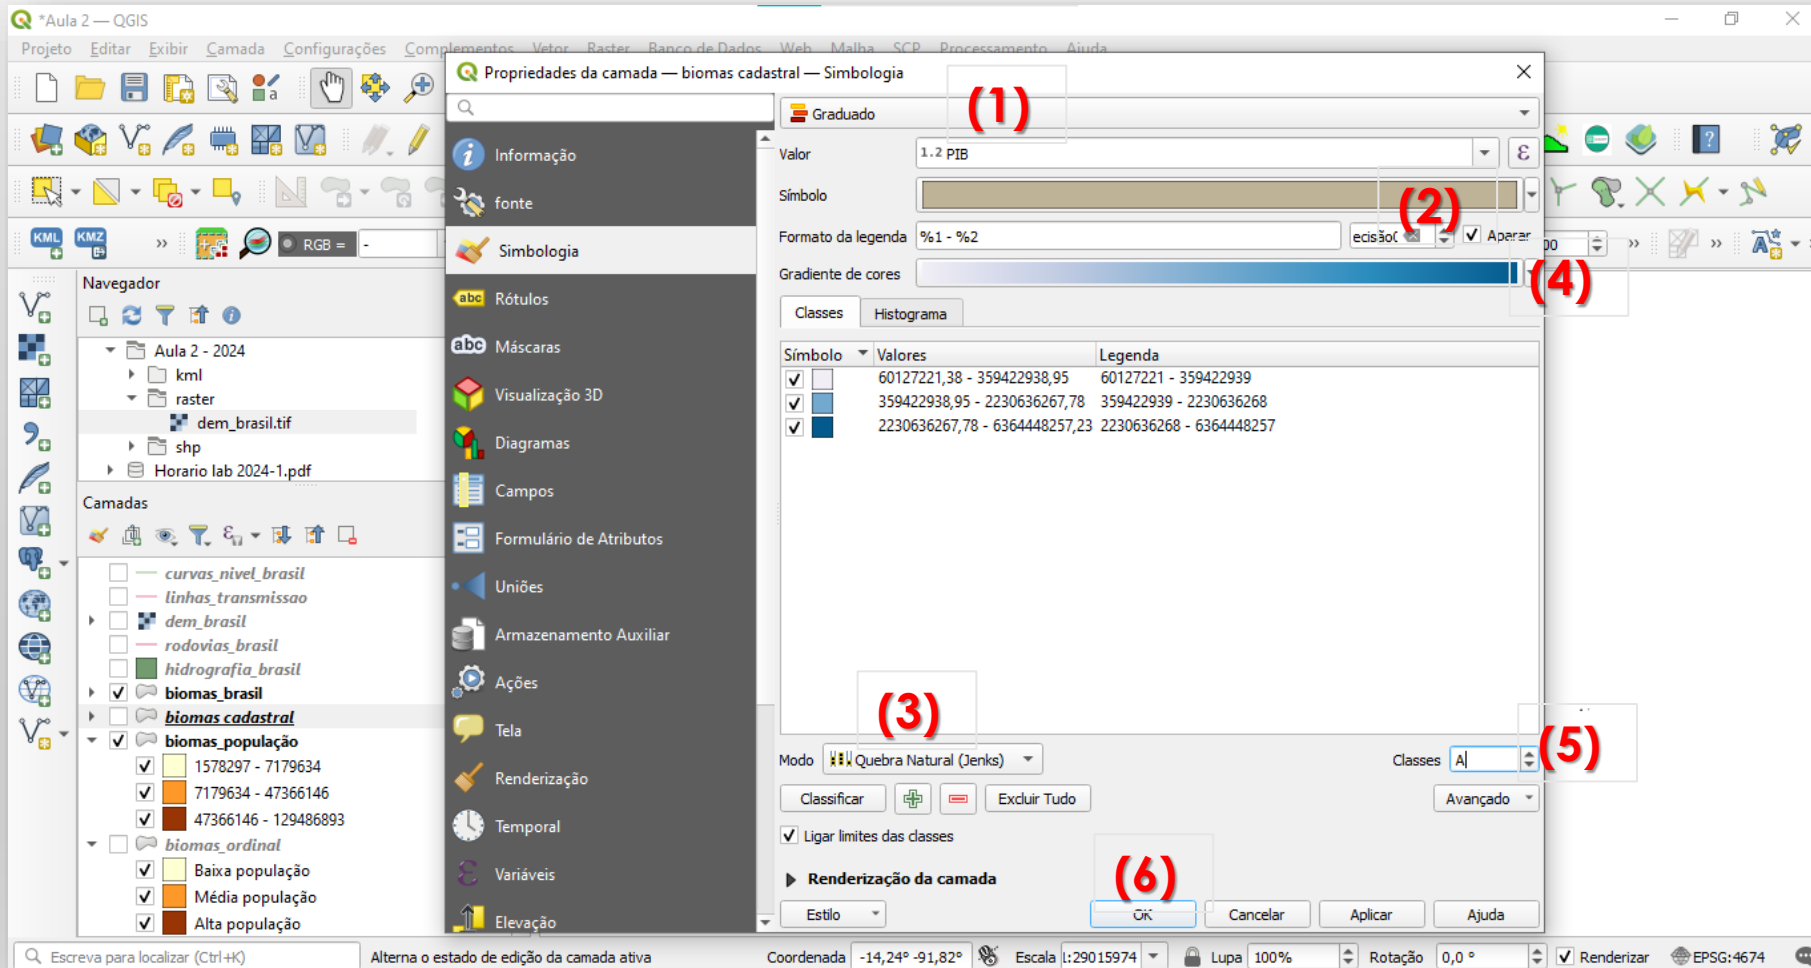 *Aula 2 — QGIS
Projeto Editar Exibir Camada Configurações Complementos Vetor Raster Banco de Dados Web Malha SCP Processamento Ajuda
Propriedades da camada — biomas cadastral — Simbologia
(1)
Graduado
Informação
Valor
1.2 PIB
ε
fonte
Símbolo
(2)
KML
KMZ
»
RGB =
-
Simbologia
Formato da legenda
%1 - %2
Aparar
00
»
»
Navegador
Gradiente de cores
(4)
abc Rótulos
Classes
Histograma
abc Máscaras
Aula 2 - 2024
kml
raster
dem_brasil.tif
shp
Horario lab 2024-1.pdf
Símbolo Valores Legenda
60127221,38 - 359422938,95 60127221 - 359422939
359422938,95 - 2230636267,78 359422939 - 2230636268
2230636267,78 - 6364448257,23 2230636268 - 6364448257
Visualização 3D
Diagramas
Campos
Formulário de Atributos
Uniões
Armazenamento Auxiliar
Ações
Tela
Renderização
Temporal
Variáveis
Elevação
Camadas
curvas_nivel_brasil
linhas_transmissao
dem_brasil
rodovias_brasil
hidrografia_brasil
biomas_brasil
biomas cadastral
biomas_população
1578297 - 7179634
7179634 - 47366146
47366146 - 129486893
biomas_ordinal
Baixa população
Média população
Alta população
(3)
(5)
Modo
Quebra Natural (Jenks)
Classes
A
Classificar
Excluir Tudo
Avançado
Ligar limites das classes
Renderização da camada
(6)
Estilo
OK
Cancelar
Aplicar
Ajuda
Escreva para localizar (Ctrl+K)
Alterna o estado de edição da camada ativa
Coordenada -14,24° -91,82°
Escala 1:29015974
Lupa 100%
Rotação 0,0 °
Renderizar
EPSG:4674